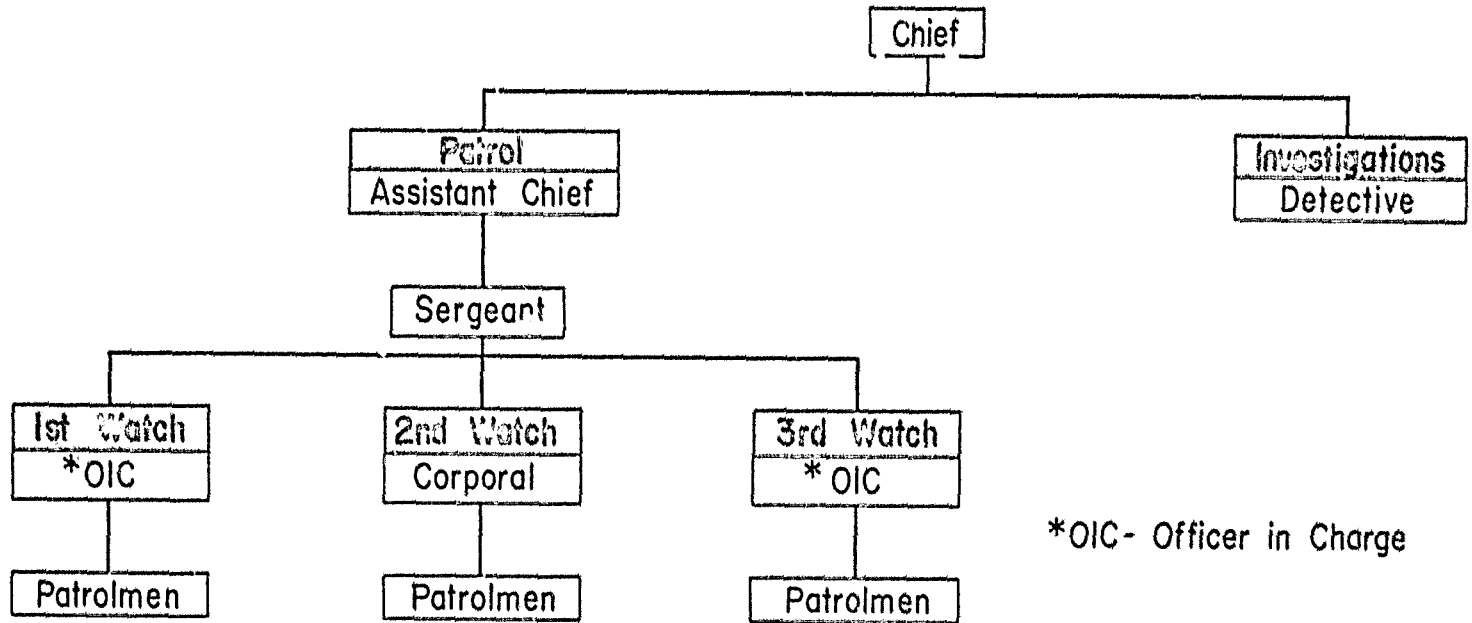 Chief
Patrol
Assistant Chief
Investigations
Detective
Sergeant
1st Watch
*OIC
2nd Watch
Corporal
3rd Watch
*OIC
*OIC- Officer in Charge
Patrolmen
Patrolmen
Patrolmen